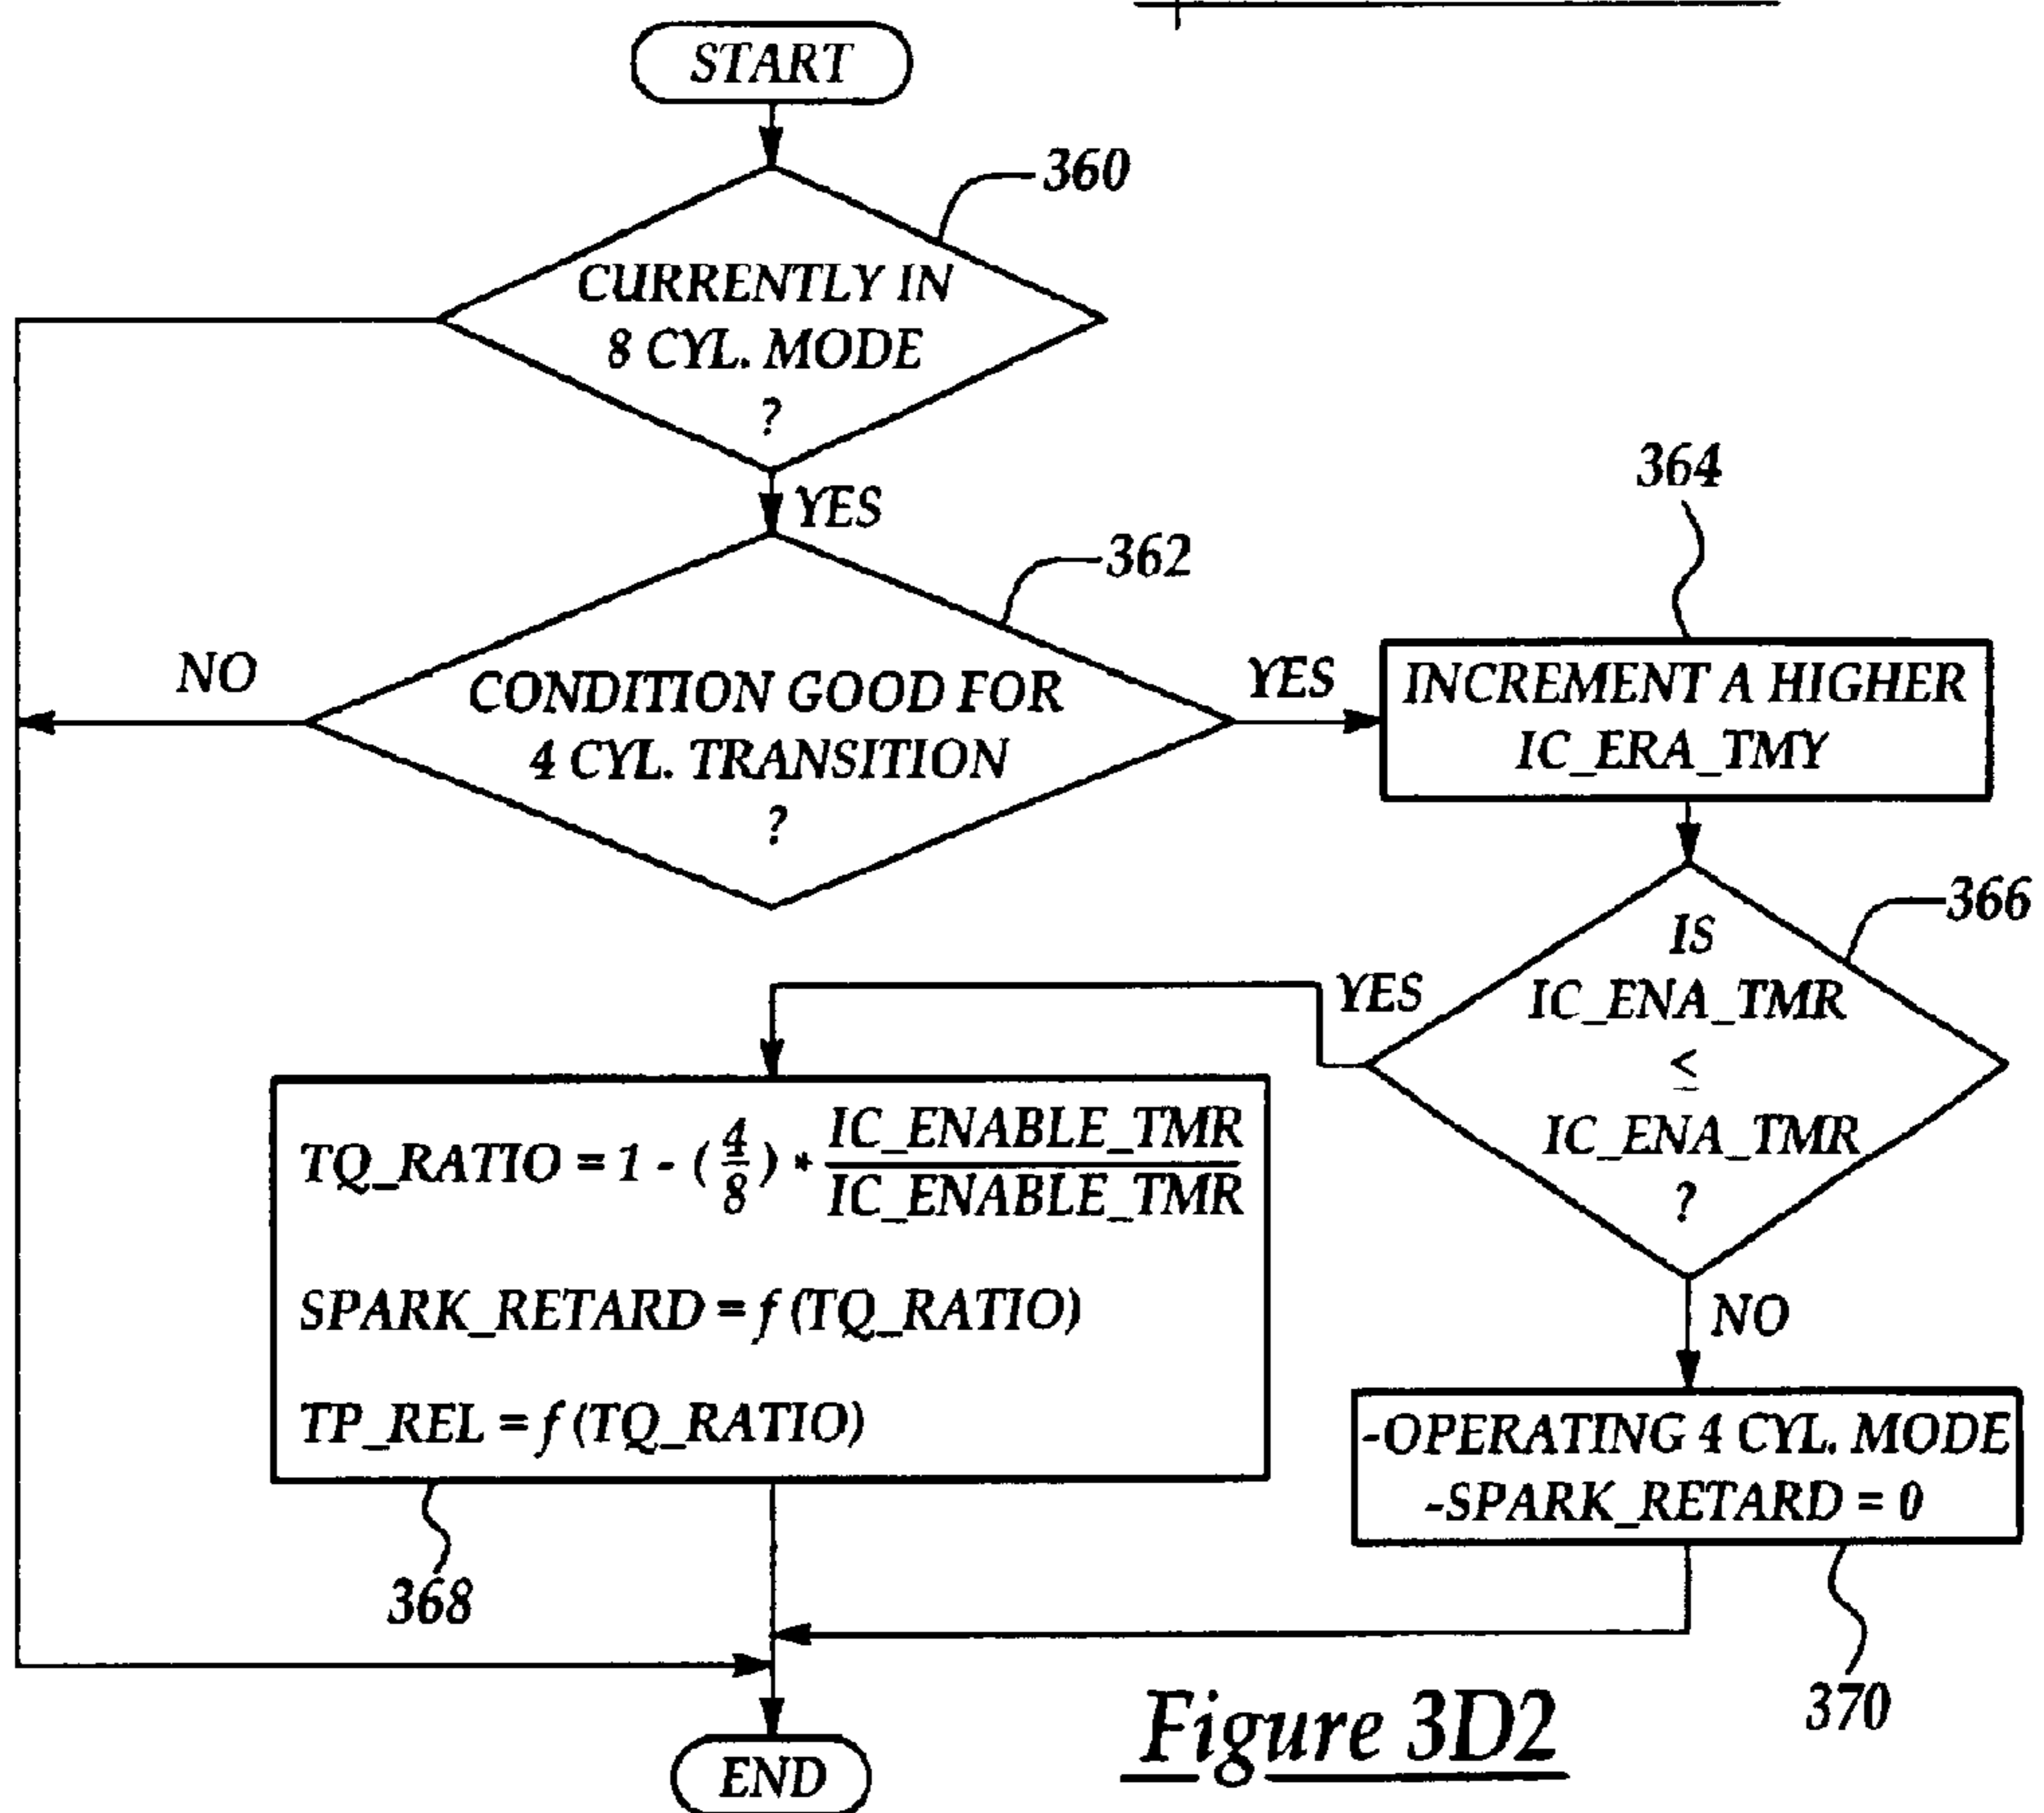 START
360
CURRENTLY IN
8 CYL. MODE
?
YES
362
364
NO
CONDITION GOOD FOR
4 CYL. TRANSITION
?
YES
INCREMENT A HIGHER
IC_ERA_TMY
366
IS
IC_ENA_TMR
≤
IC_ENA_TMR
?
YES
TQ_RATIO = 1 - (4/8) * IC_ENABLE_TMR / IC_ENABLE_TMR
SPARK_RETARD = f (TQ_RATIO)
TP_REL = f (TQ_RATIO)
NO
-OPERATING 4 CYL. MODE
-SPARK_RETARD = 0
368
370
END
Figure 3D2